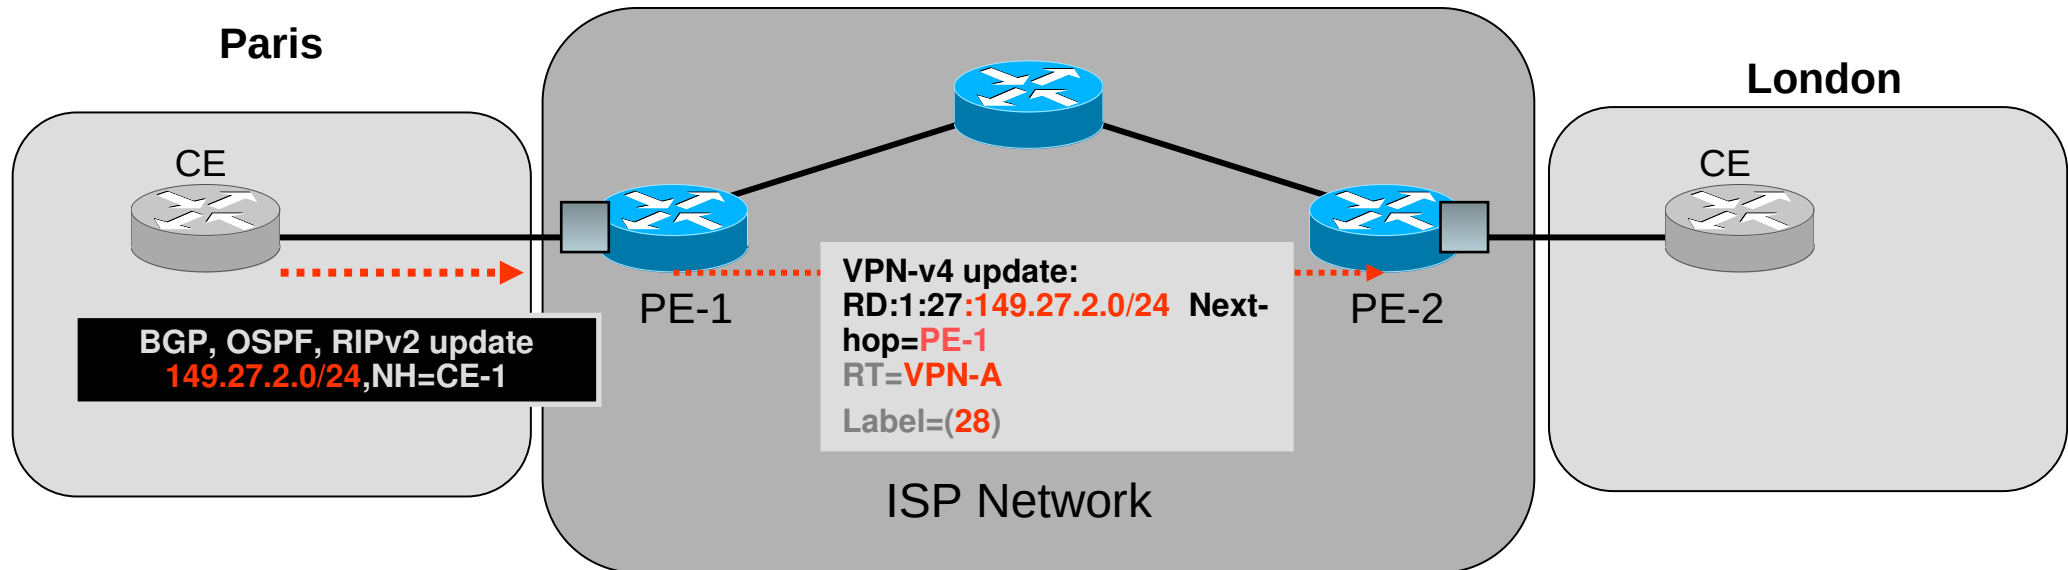 Paris
London
CE
CE
VPN-v4 update:
RD:1:27:149.27.2.0/24 Next-
hop=PE-1
RT=VPN-A
Label=(28)
PE-1
PE-2
BGP, OSPF, RIPv2 update
149.27.2.0/24,NH=CE-1
ISP Network